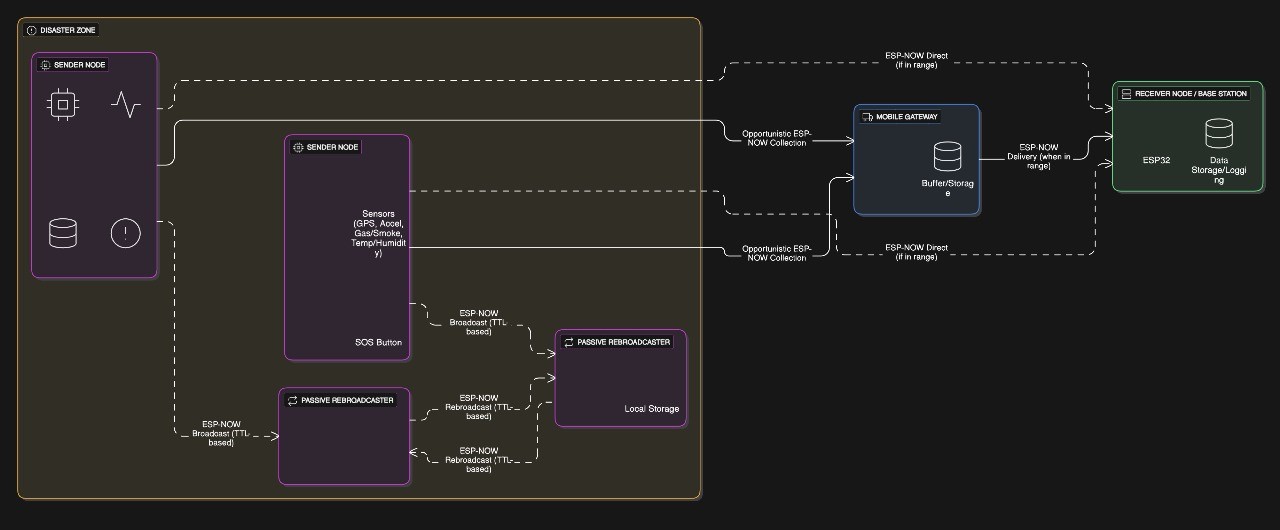 DISASTER ZONE
SENDER NODE
ESP-NOW Direct
(if in range)
RECEIVER NODE / BASE STATION
MOBILE GATEWAY
SENDER NODE
Opportunistic ESP-
NOW Collection
ESP-NOW
Delivery (when in
range)
ESP32
Data
Storage/Loggi
ng
Buffer/Storag
e
Sensors
(GPS, Accel,
Gas/Smoke,
Temp/Humidit
y)
Opportunistic ESP-
NOW Collection
ESP-NOW Direct
(if in range)
ESP-NOW
Broadcast (TTL-
based)
SOS Button
PASSIVE REBROADCASTER
PASSIVE REBROADCASTER
ESP-NOW
Rebroadcast (TTL-
based)
Local Storage
ESP-NOW
Broadcast (TTL-
based)
ESP-NOW
Rebroadcast (TTL-
based)